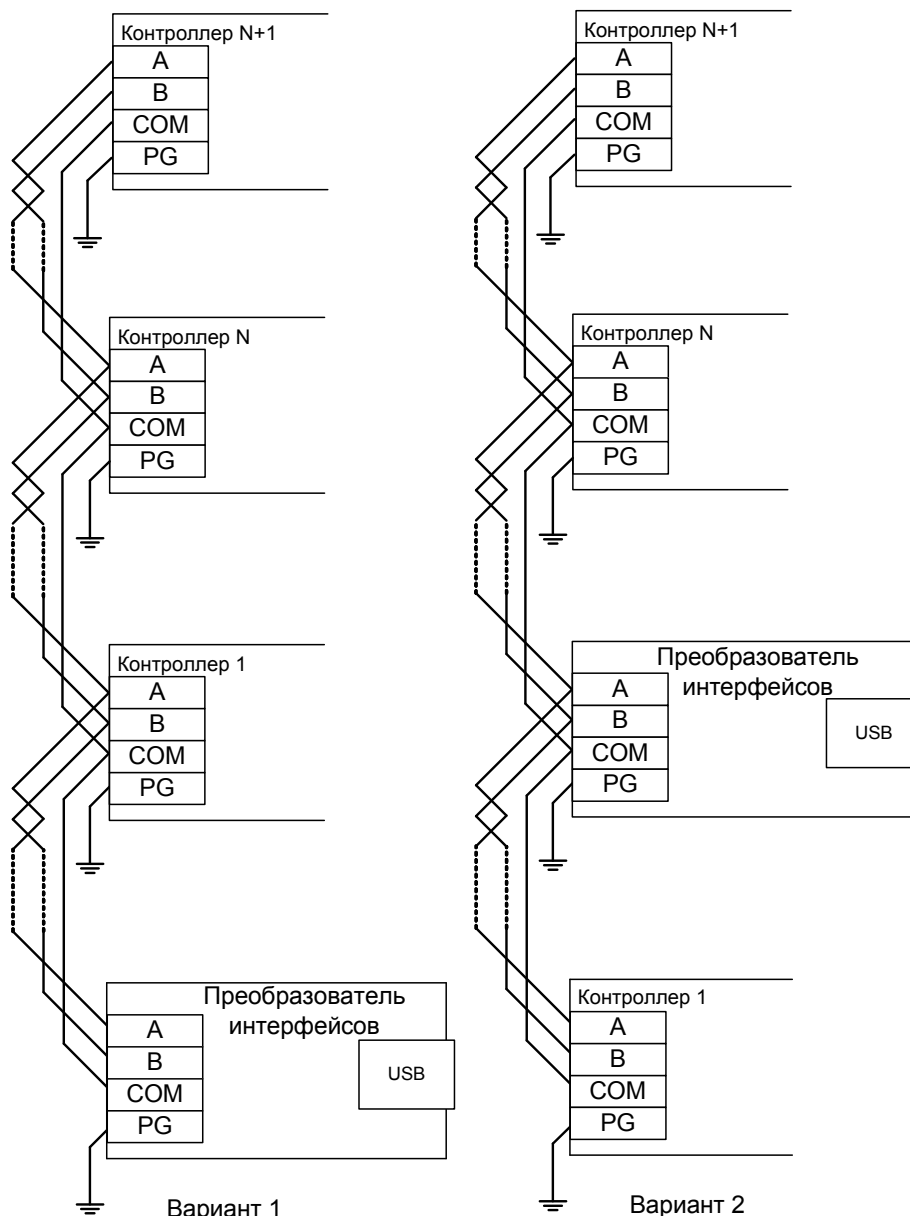 Контроллер N+1
A
B
COM
PG
Контроллер N
A
B
COM
PG
Контроллер 1
A
B
COM
PG
Преобразователь
интерфейсов
A
B
COM
PG
USB
Вариант 1
Контроллер N+1
A
B
COM
PG
Контроллер N
A
B
COM
PG
Преобразователь
интерфейсов
A
B
COM
PG
USB
Контроллер 1
A
B
COM
PG
Вариант 2